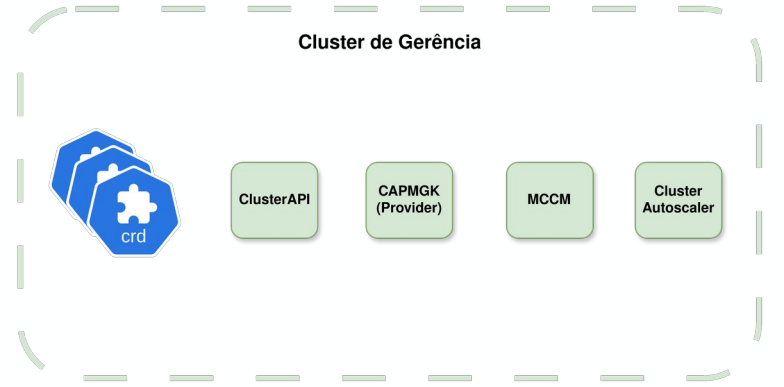 Cluster de Gerência
crd
ClusterAPI
CAPMGK
(Provider)
MCCM
Cluster
Autoscaler